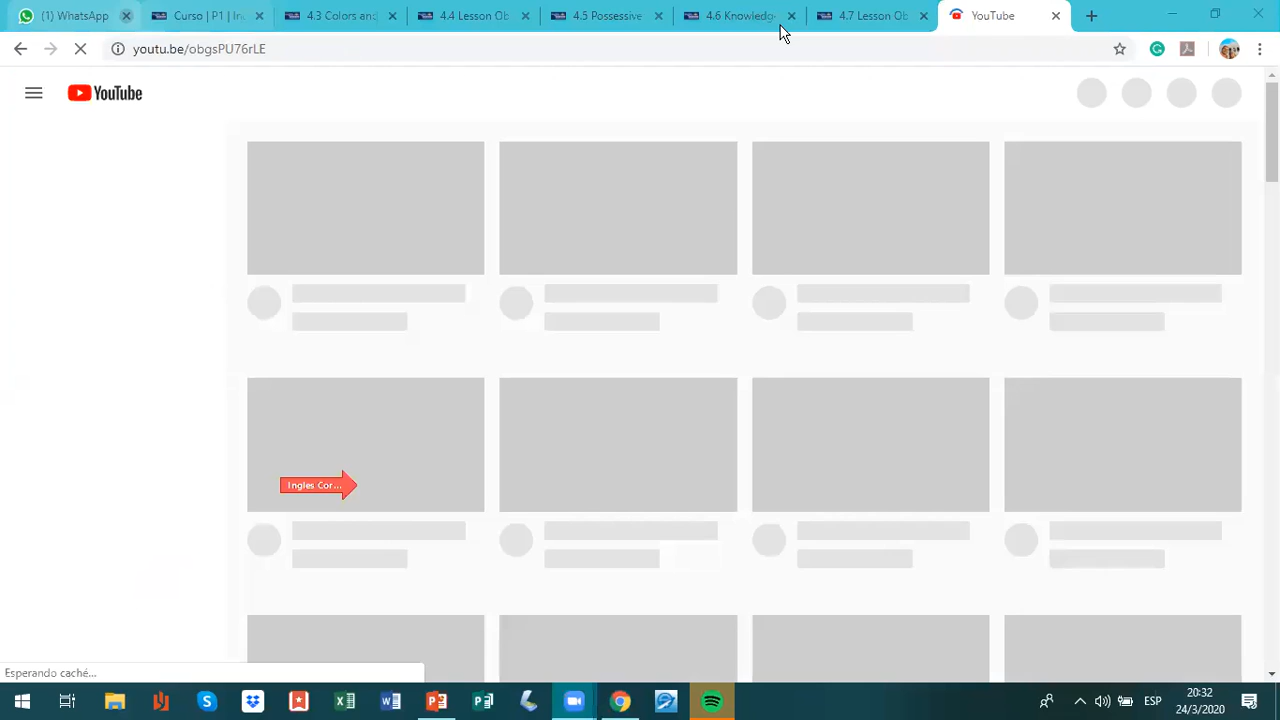 (1) WhatsApp
Curso | P1 | In
4.3 Colors and
4.4 Lesson Ob
4.5 Possessive
4.6 Knowledg
4.7 Lesson Ob
YouTube
youtu.be/obgsPU76rLE
YouTube
Ingles Cor...
Esperando caché...
ESP
20:32
24/3/2020